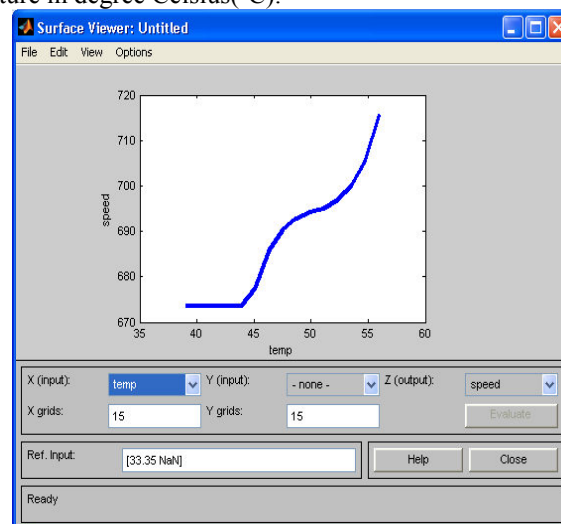 ture in degree Celsius(°C).
Surface Viewer: Untitled
File Edit View Options
720
710
700
690
680
670
speed
35 40 45 50 55 60
temp
X (input): temp Y (input): - none - Z (output): speed
X grids: 15 Y grids: 15 Evaluate
Ref. Input: [33.35 NaN] Help Close
Ready